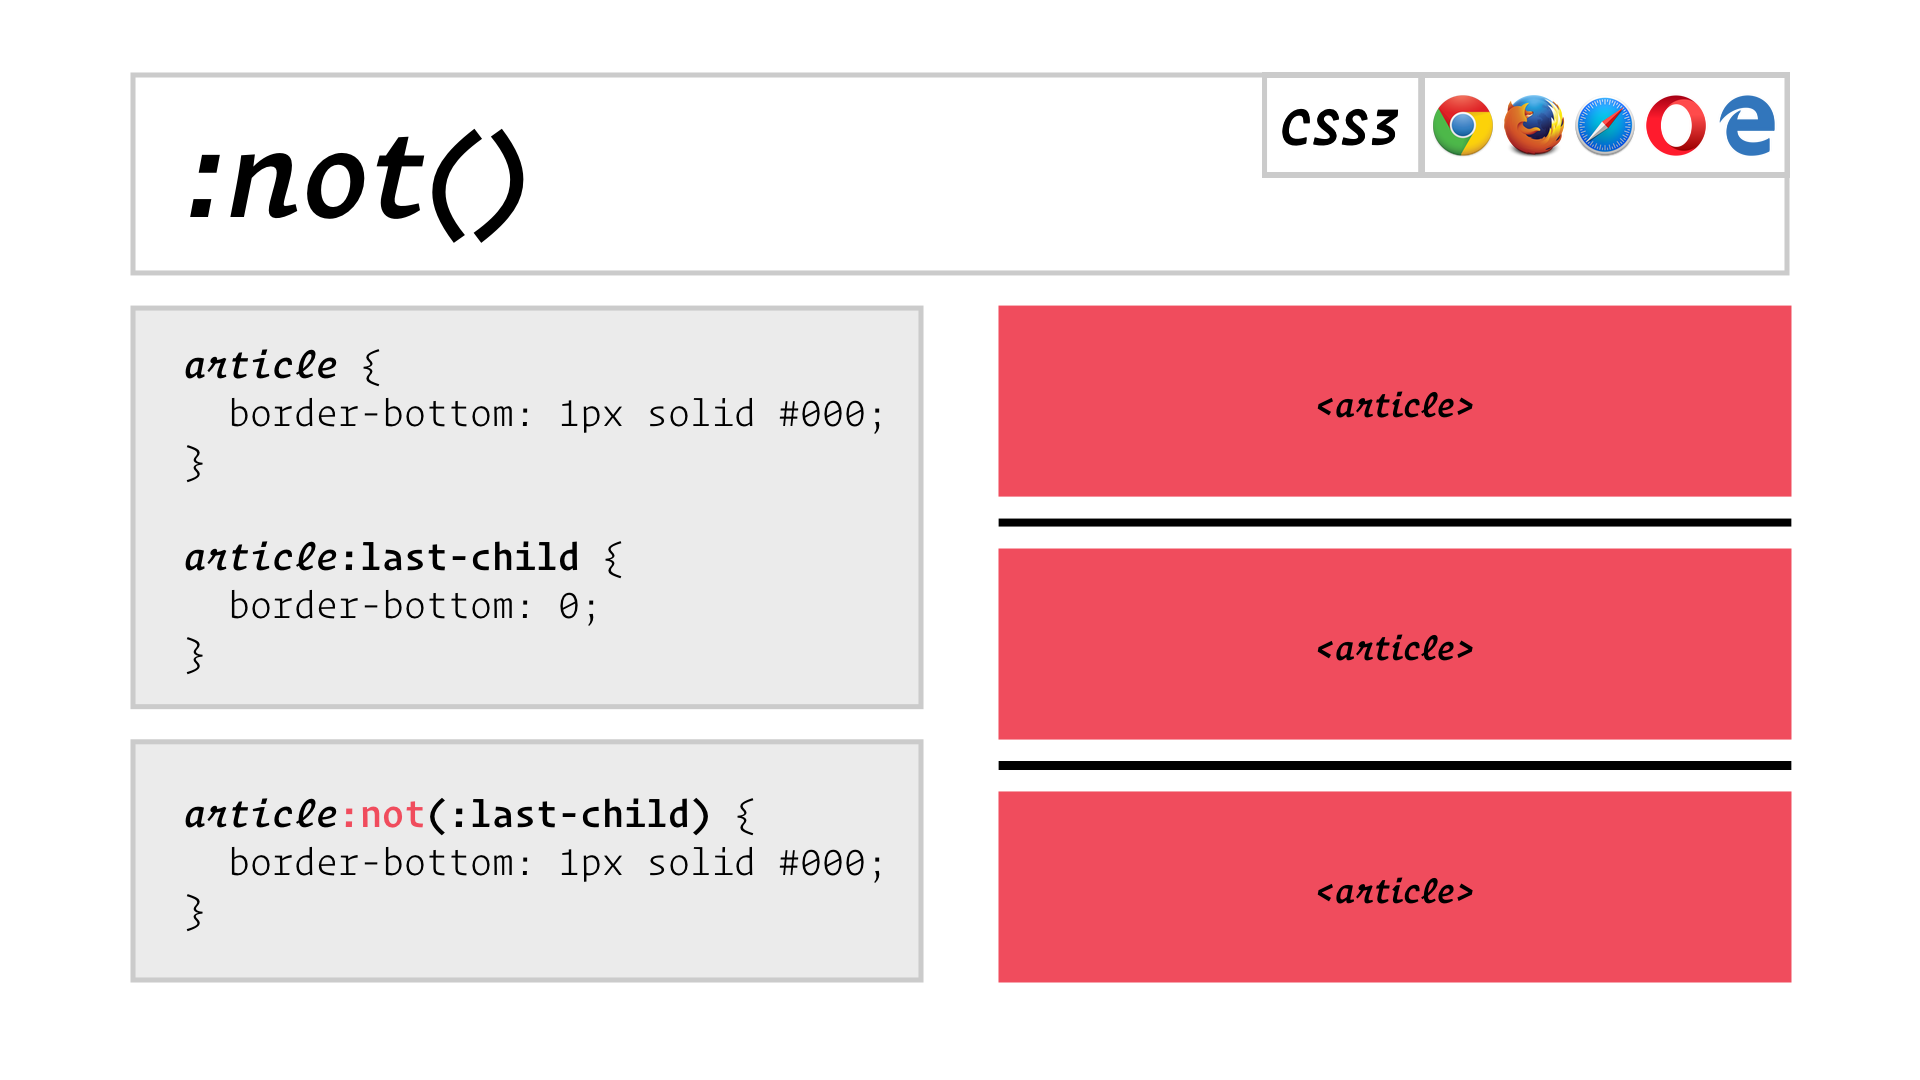 :not()
CSS3
article {
  border-bottom: 1px solid #000;
}
article:last-child {
  border-bottom: 0;
}
article:not(:last-child) {
  border-bottom: 1px solid #000;
}
<article>
<article>
<article>